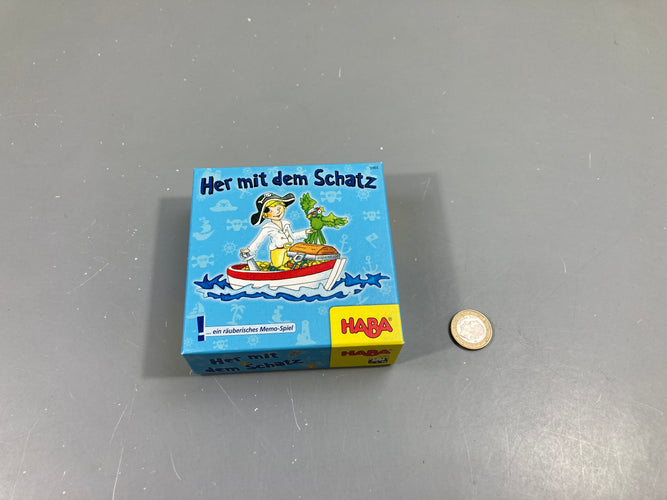 Her mit dem Schatz
! ... ein räuberisches Memo-Spiel
HABA®
Her mit
dem Schatz
HABA